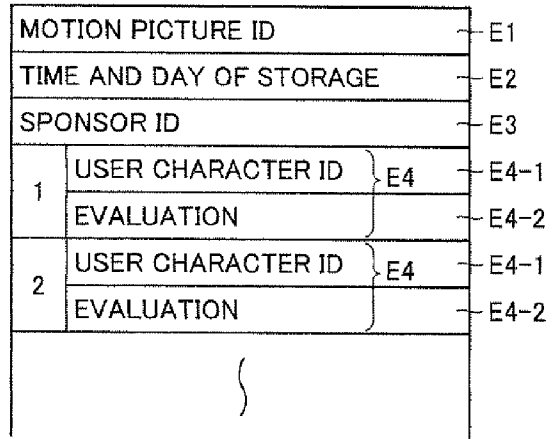 MOTION PICTURE ID E1
TIME AND DAY OF STORAGE E2
SPONSOR ID E3
1 USER CHARACTER ID E4 E4-1
EVALUATION E4-2
2 USER CHARACTER ID E4 E4-1
EVALUATION E4-2